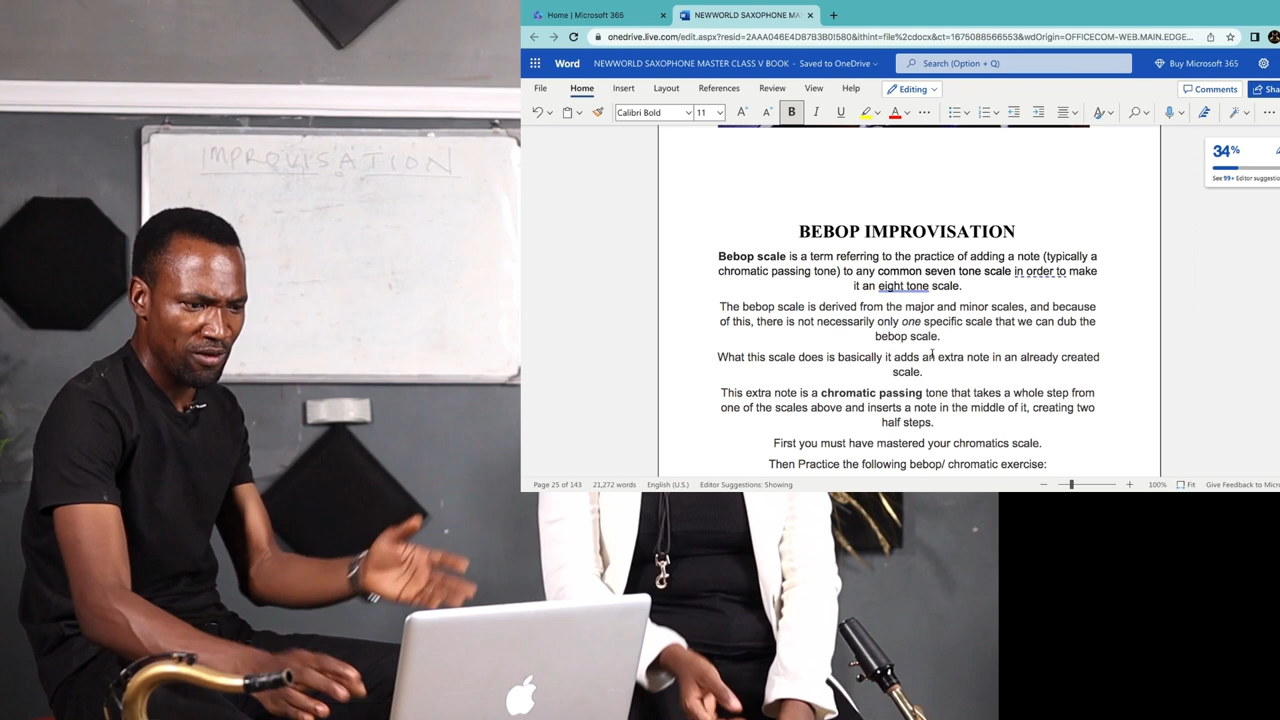 IMPROVISATION
Home | Microsoft 365
NEWWORLD SAXOPHONE MA
onedrive.live.com/edit.aspx?resid=2AAA046E4D87B3B0!580&ithint=file%2cdocx&ct=1675088566553&wdOrigin=OFFICECOM-WEB.MAIN.EDGE...
Word NEWWORLD SAXOPHONE MASTER CLASS V BOOK - Saved to OneDrive Search (Option + Q) Buy Microsoft 365
File Home Insert Layout References Review View Help Editing Comments Sha
Calibri Bold 11 A A B I U A
34%
See 99+ Editor suggestio
BEBOP IMPROVISATION
Bebop scale is a term referring to the practice of adding a note (typically a
chromatic passing tone) to any common seven tone scale in order to make
it an eight tone scale.
The bebop scale is derived from the major and minor scales, and because
of this, there is not necessarily only one specific scale that we can dub the
bebop scale.
What this scale does is basically it adds an extra note in an already created
scale.
This extra note is a chromatic passing tone that takes a whole step from
one of the scales above and inserts a note in the middle of it, creating two
half steps.
First you must have mastered your chromatics scale.
Then Practice the following bebop/ chromatic exercise:
Page 25 of 143 21,272 words English (U.S.) Editor Suggestions: Showing 100% Fit Give Feedback to Micr